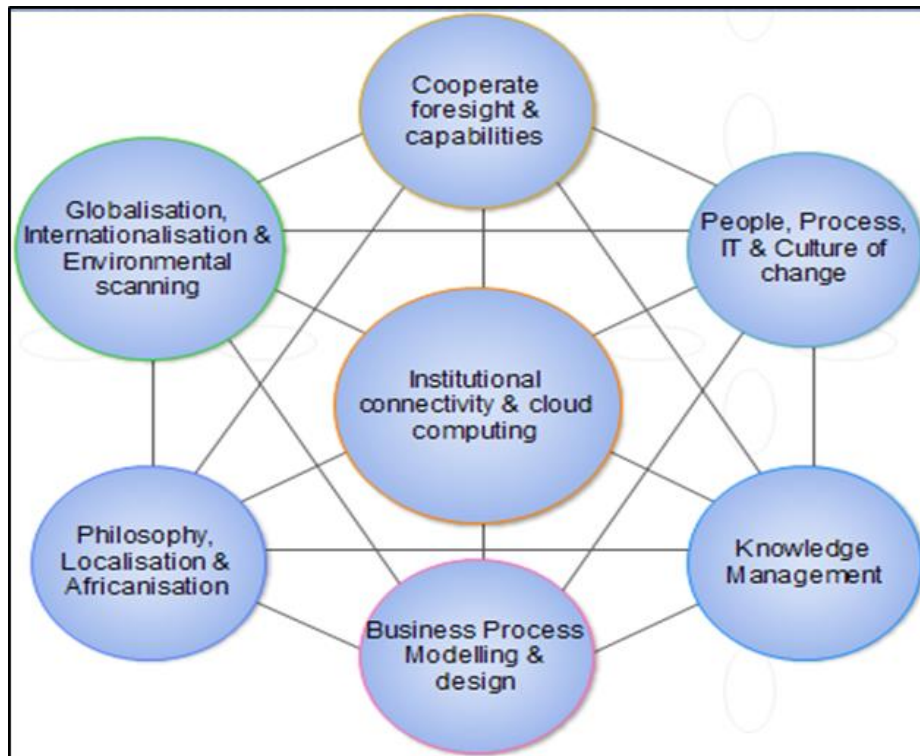 Cooperate
foresight &
capabilities
Globalisation,
Internationalisation &
Environmental
scanning
People, Process,
IT & Culture of
change
Institutional
connectivity & cloud
computing
Philosophy,
Localisation &
Africanisation
Knowledge
Management
Business Process
Modelling &
design